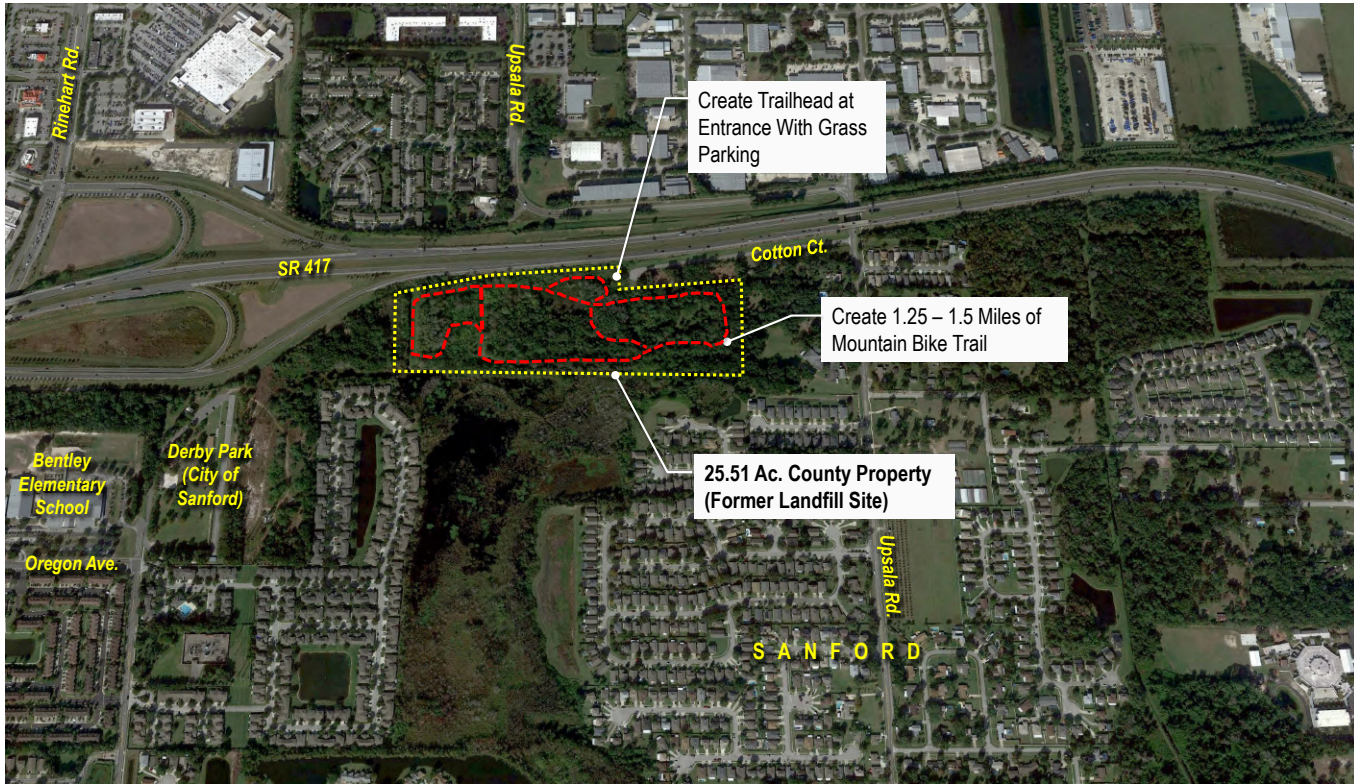 Rinehart Rd.
Upsala Rd.
Create Trailhead at
Entrance With Grass
Parking
SR 417
Cotton Ct.
Create 1.25 – 1.5 Miles of
Mountain Bike Trail
25.51 Ac. County Property
(Former Landfill Site)
Bentley
Elementary
School
Derby Park
(City of
Sanford)
Oregon Ave.
Upsala Rd.
SANFORD